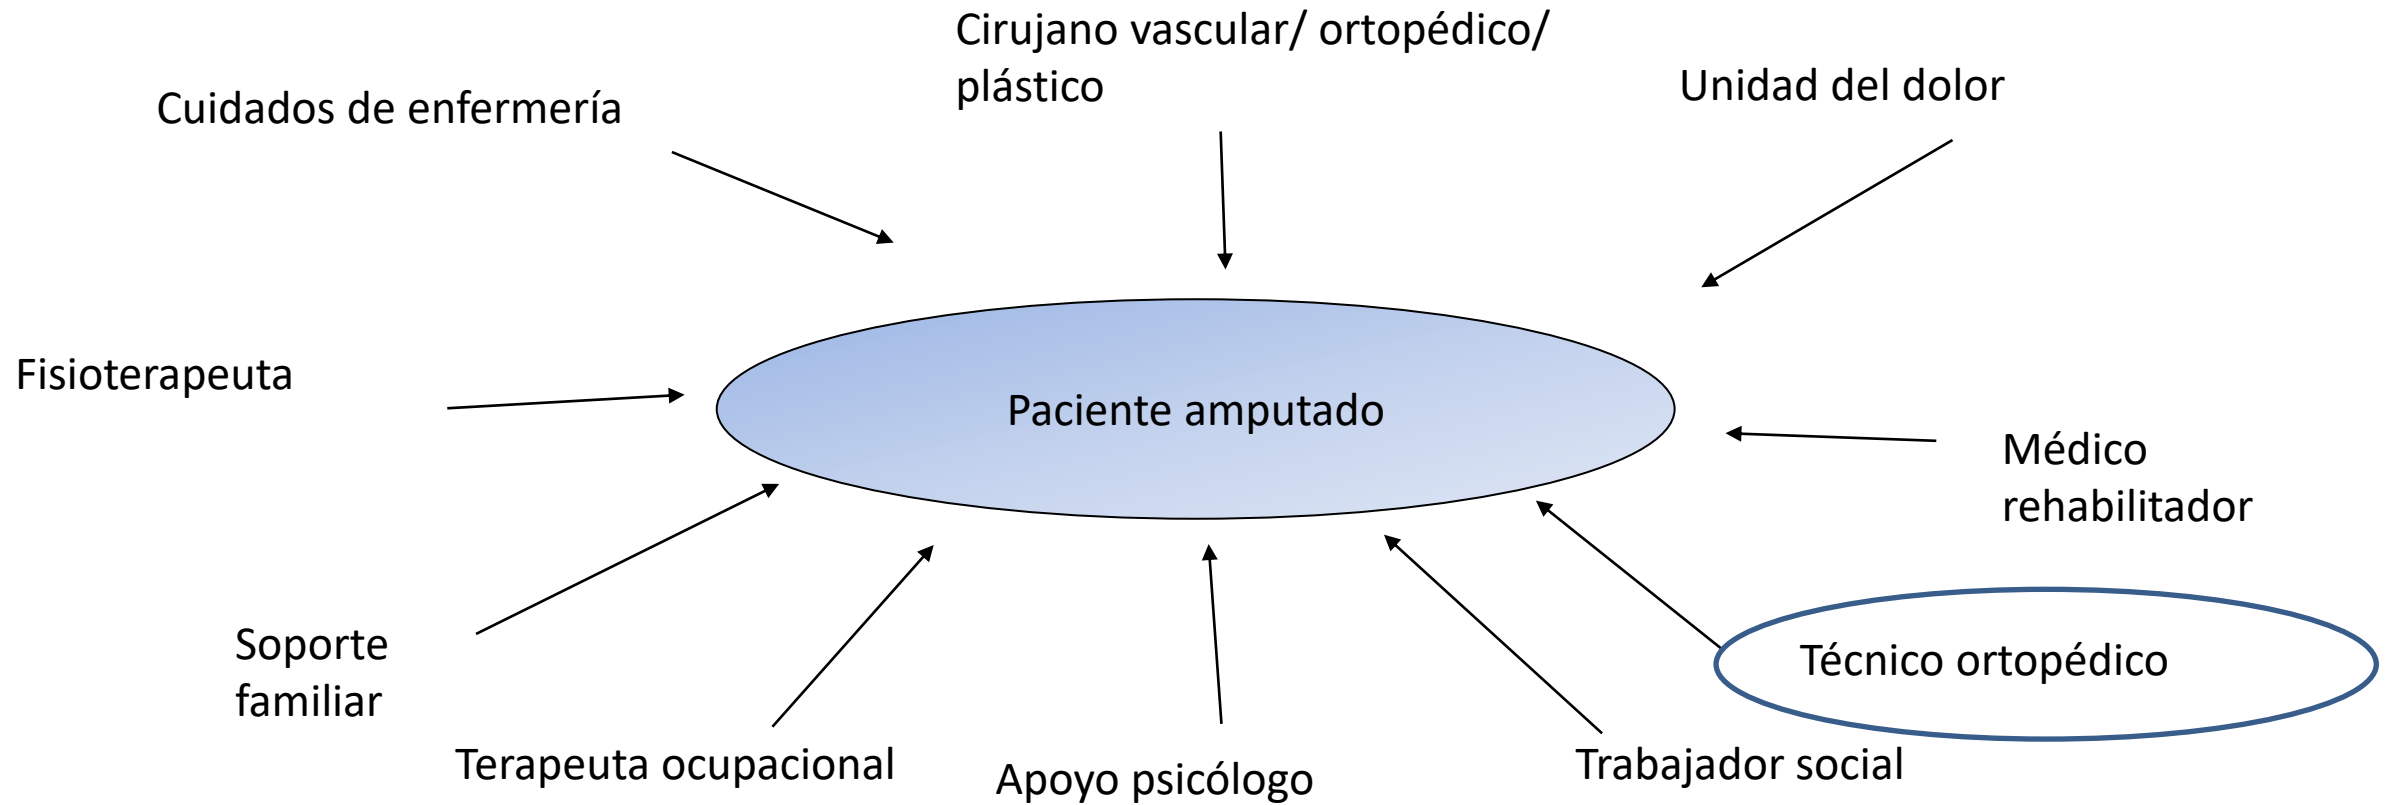 Cirujano vascular/ ortopédico/
plástico
Unidad del dolor
Cuidados de enfermería
Fisioterapeuta
Paciente amputado
Médico
rehabilitador
Soporte
familiar
Técnico ortopédico
Terapeuta ocupacional
Apoyo psicólogo
Trabajador social